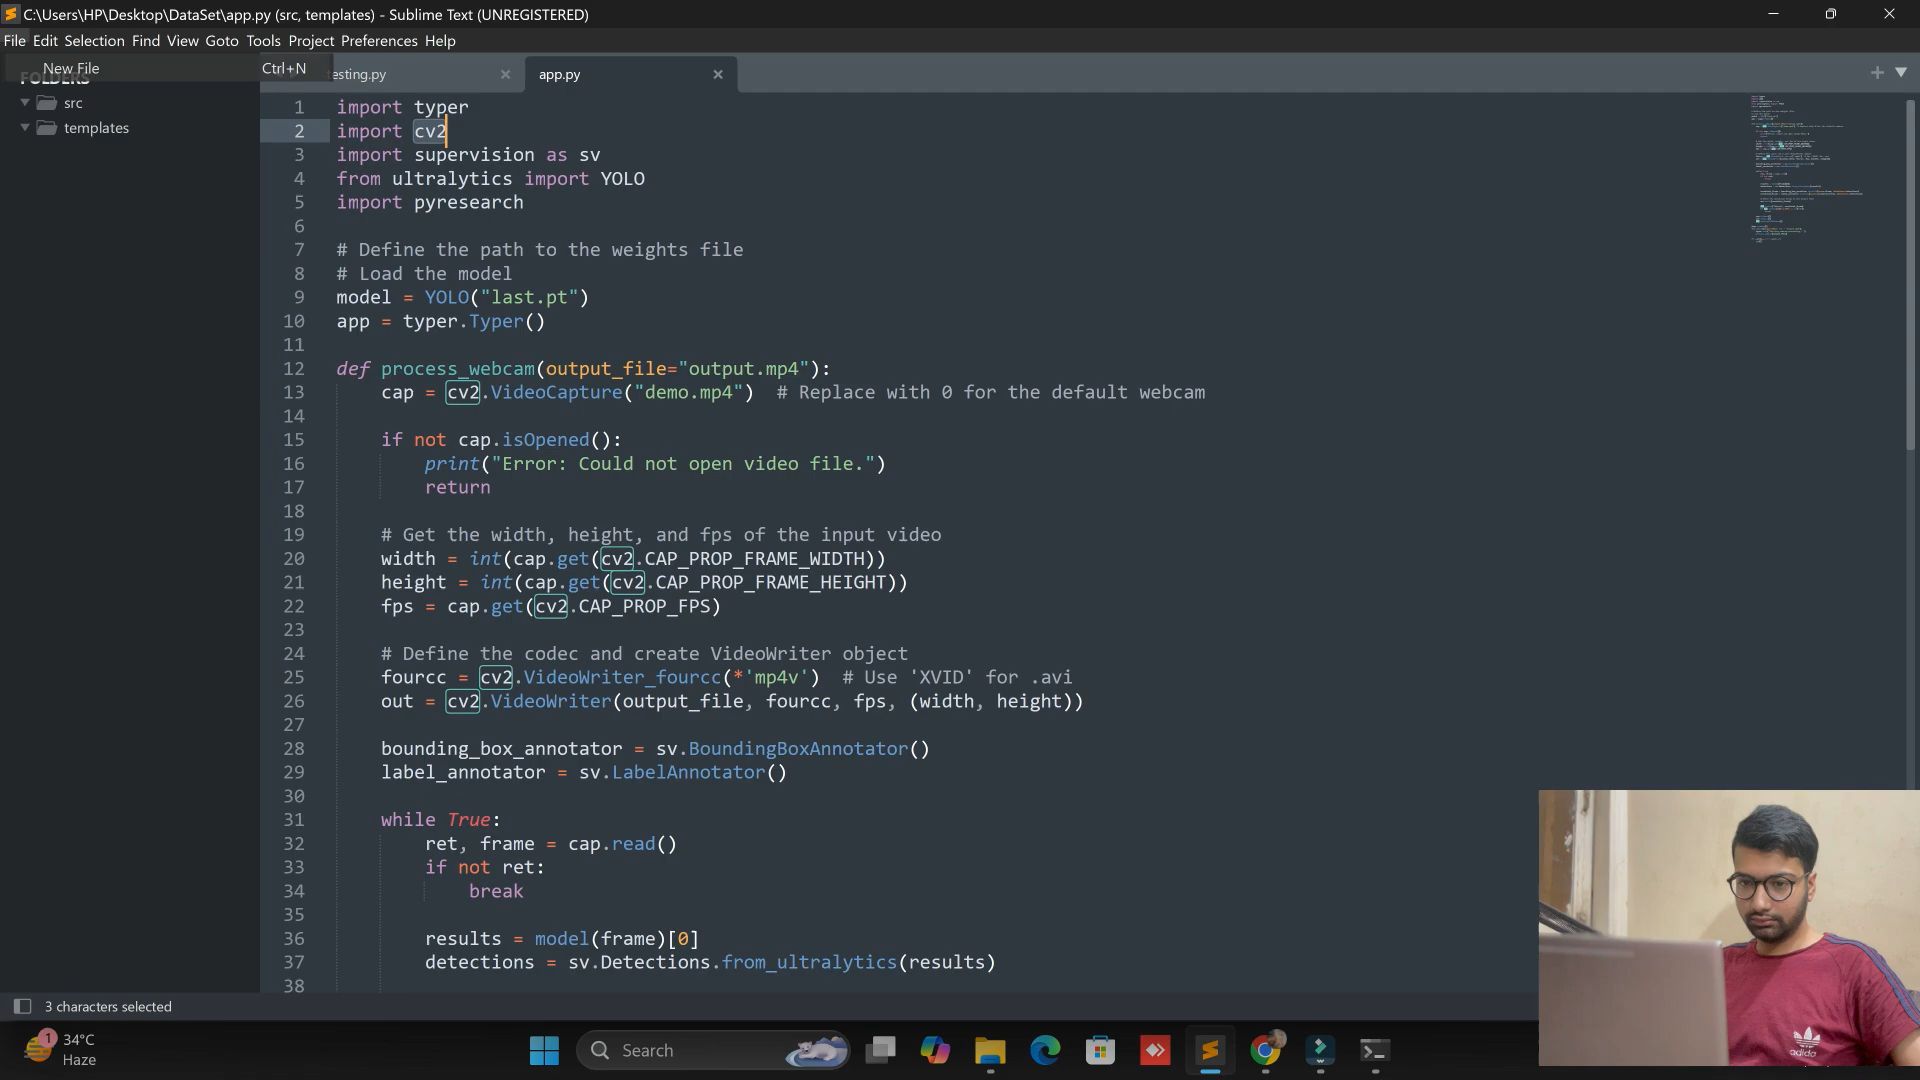 C:\Users\HP\Desktop\DataSet\app.py (src, templates) - Sublime Text (UNREGISTERED)
File Edit Selection Find View Goto Tools Project Preferences Help
New File Ctrl+N
FOLDERS
src
templates
esting.py
app.py
1 import typer
2 import cv2
3 import supervision as sv
4 from ultralytics import YOLO
5 import pyresearch
6
7 # Define the path to the weights file
8 # Load the model
9 model = YOLO("last.pt")
10 app = typer.Typer()
11
12 def process_webcam(output_file="output.mp4"):
13 cap = cv2.VideoCapture("demo.mp4") # Replace with 0 for the default webcam
14
15 if not cap.isOpened():
16 print("Error: Could not open video file.")
17 return
18
19 # Get the width, height, and fps of the input video
20 width = int(cap.get(cv2.CAP_PROP_FRAME_WIDTH))
21 height = int(cap.get(cv2.CAP_PROP_FRAME_HEIGHT))
22 fps = cap.get(cv2.CAP_PROP_FPS)
23
24 # Define the codec and create VideoWriter object
25 fourcc = cv2.VideoWriter_fourcc(*'mp4v') # Use 'XVID' for .avi
26 out = cv2.VideoWriter(output_file, fourcc, fps, (width, height))
27
28 bounding_box_annotator = sv.BoundingBoxAnnotator()
29 label_annotator = sv.LabelAnnotator()
30
31 while True:
32 ret, frame = cap.read()
33 if not ret:
34 break
35
36 results = model(frame)[0]
37 detections = sv.Detections.from_ultralytics(results)
38
3 characters selected
1
34°C
Haze
Search
adidas